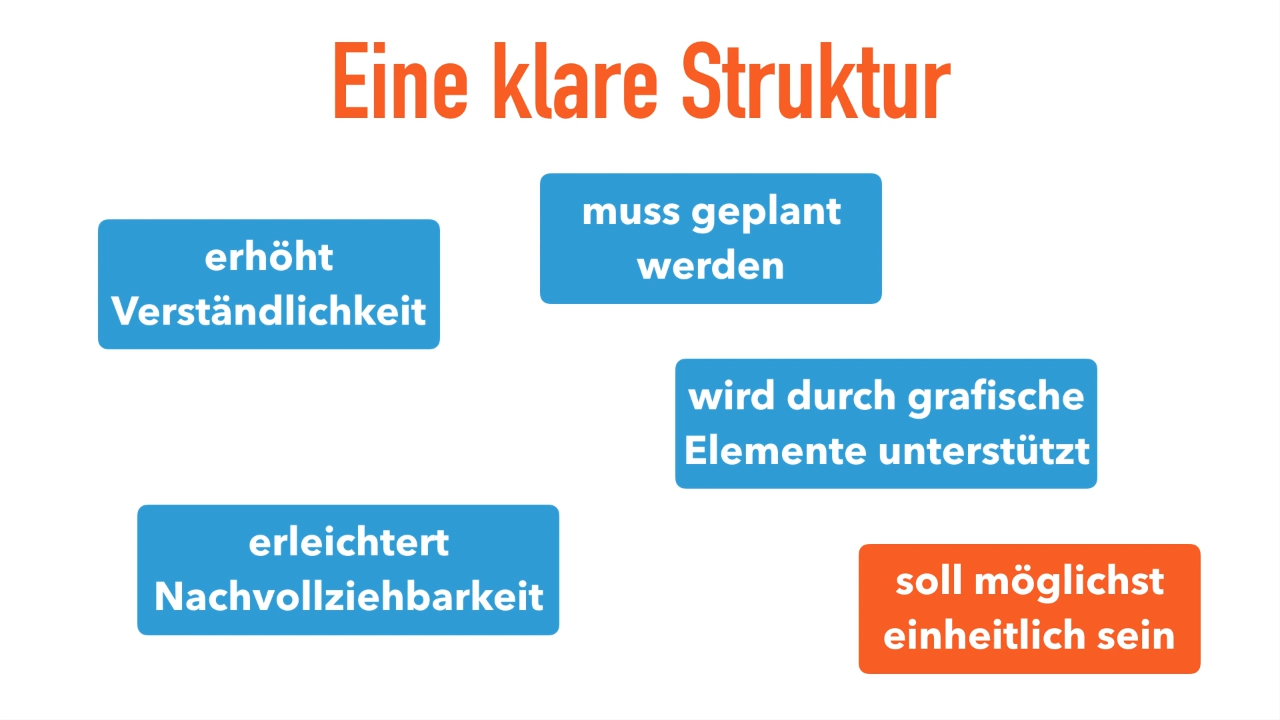 Eine klare Struktur
erhöht
Verständlichkeit
muss geplant
werden
wird durch grafische
Elemente unterstützt
erleichtert
Nachvollziehbarkeit
soll möglichst
einheitlich sein